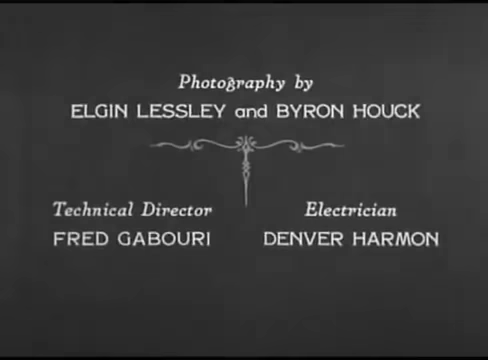 Photography by
ELGIN LESSLEY and BYRON HOUCK
Technical Director
FRED GABOURI
Electrician
DENVER HARMON